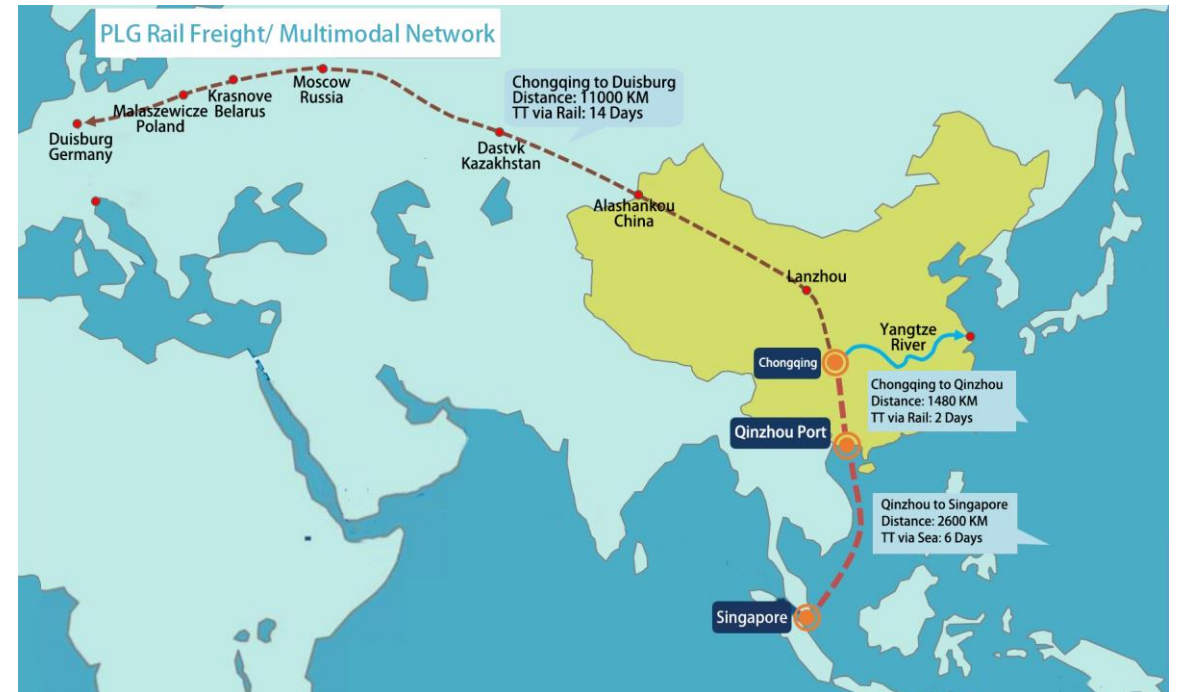 PLG Rail Freight/ Multimodal Network
Moscow
Russia
Krasnove
Belarus
Malaszewicze
Poland
Duisburg
Germany
Chongqing to Duisburg
Distance: 11000 KM
TT via Rail: 14 Days
Dastvk
Kazakhstan
Alashankou
China
Lanzhou
Yangtze
River
Chongqing
Chongqing to Qinzhou
Distance: 1480 KM
TT via Rail: 2 Days
Qinzhou Port
Qinzhou to Singapore
Distance: 2600 KM
TT via Sea: 6 Days
Singapore